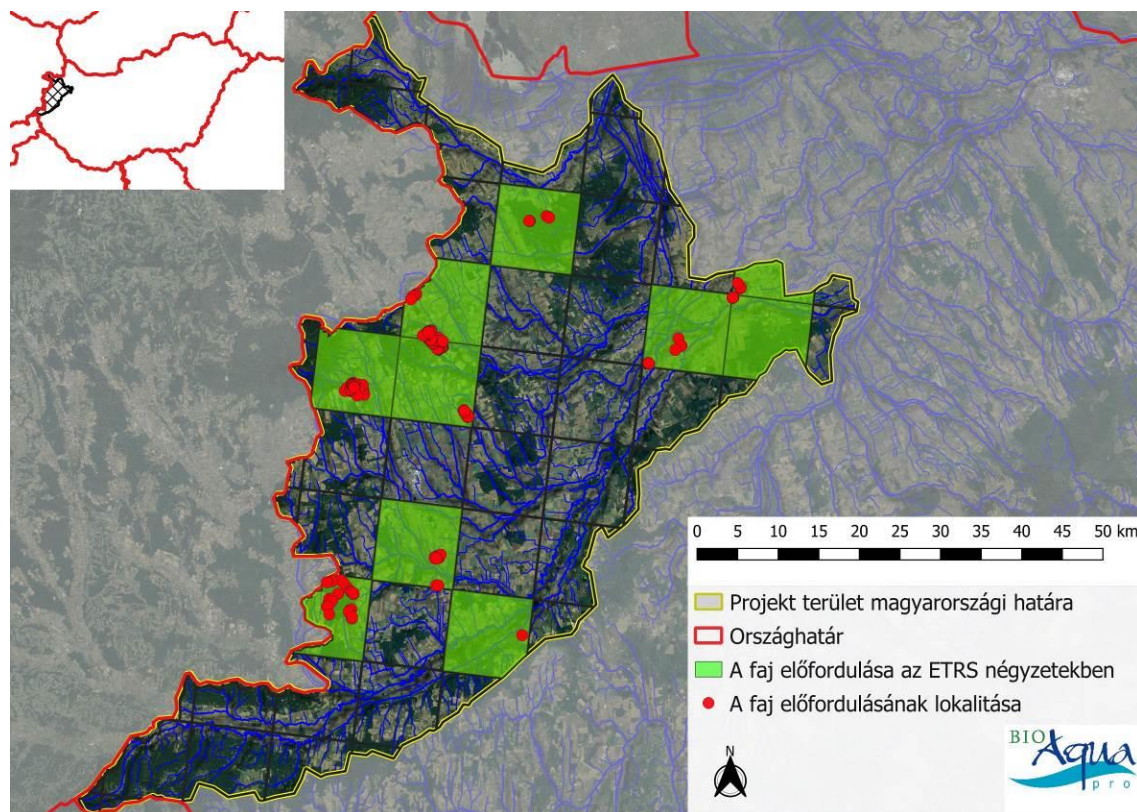 0 5 10 15 20 25 30 35 40 45 50 km
Projekt terület magyarországi határa
Országhatár
A faj előfordulása az ETRS négyzetekben
A faj előfordulásának lokalitása
N
BIO
Aqua
pro